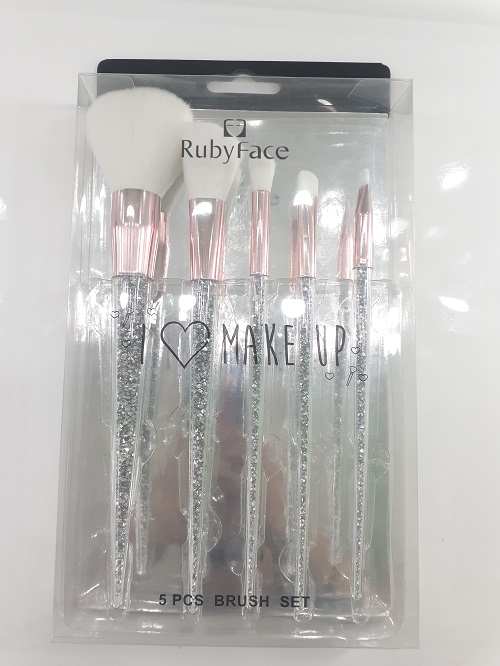 RubyFace
I ♡ MAKE UP
5 PCS BRUSH SET